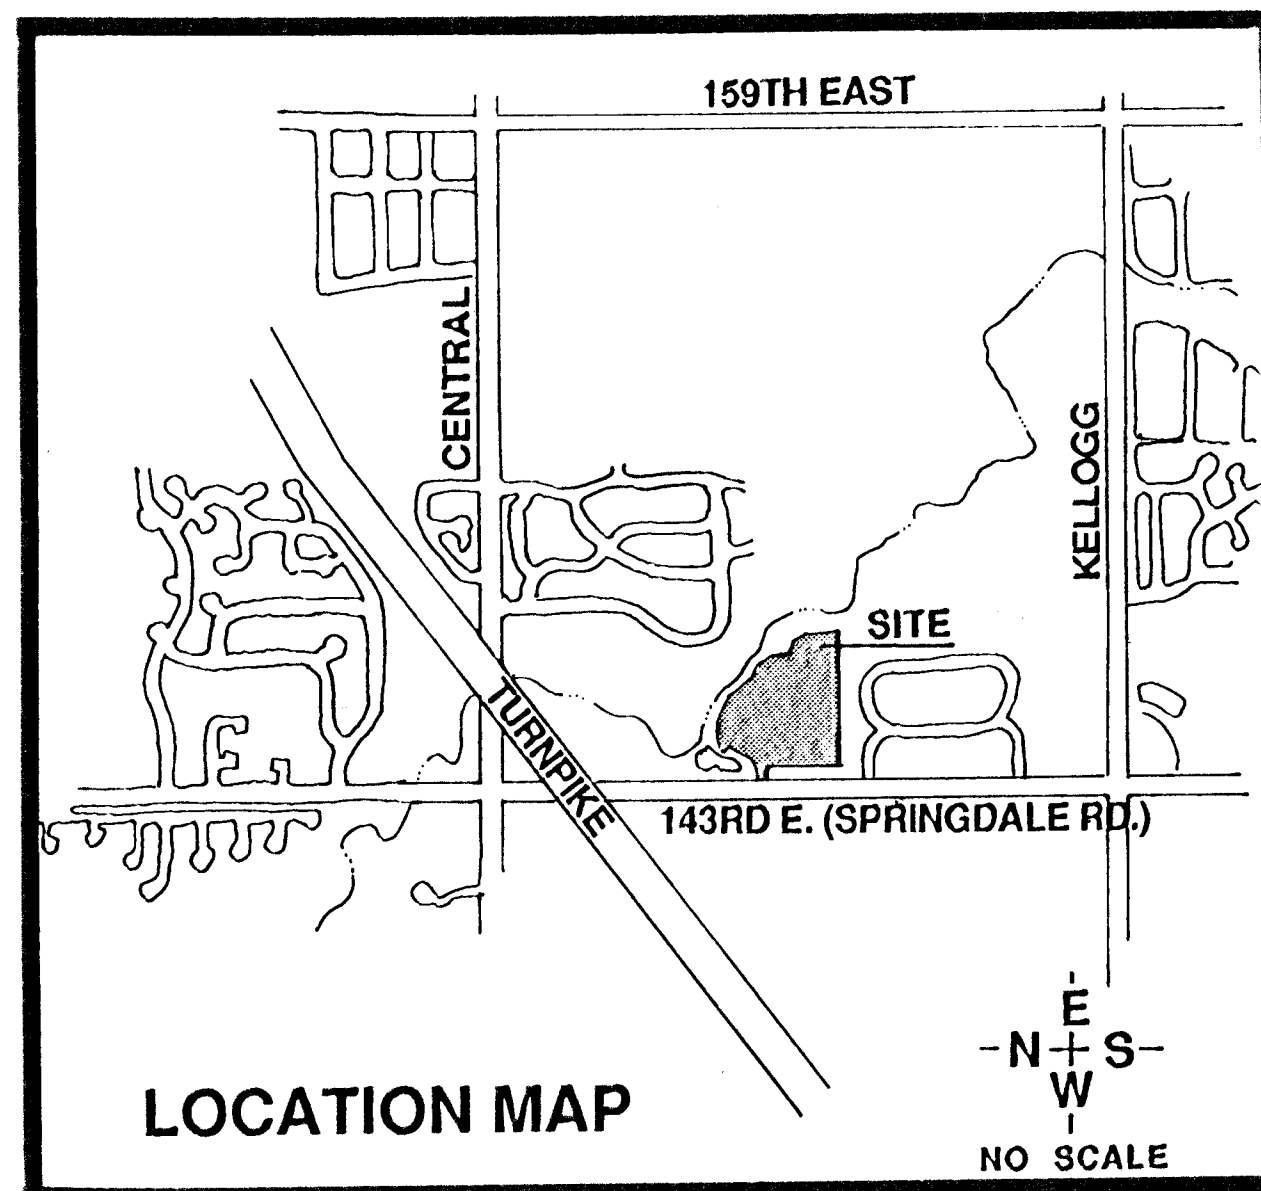 159TH EAST
CENTRAL
KELLOGG
SITE
TURNPIKE
143RD E. (SPRINGDALE RD.)
E
N S
W
LOCATION MAP
NO SCALE